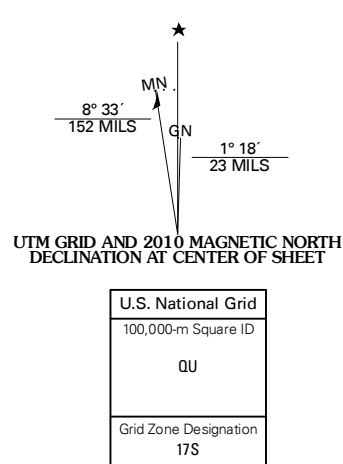 ★
MN
8° 33´
152 MILS
GN
1° 18´
23 MILS
UTM GRID AND 2010 MAGNETIC NORTH
DECLINATION AT CENTER OF SHEET
U.S. National Grid
100,000-m Square ID
QU
Grid Zone Designation
17S